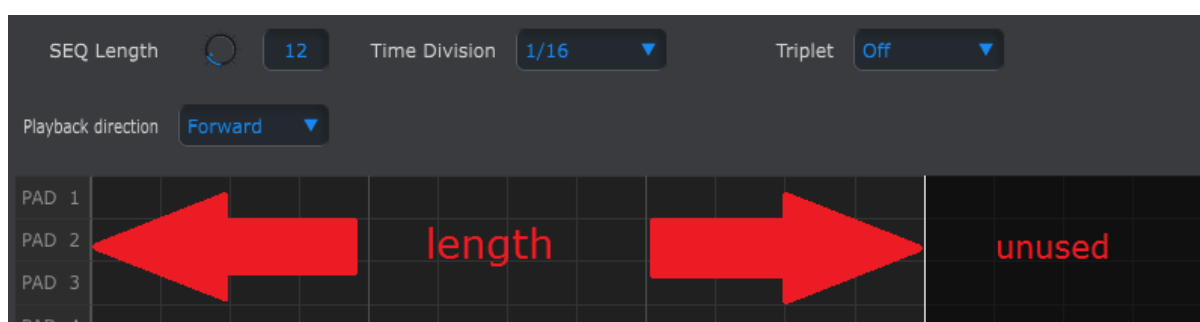 SEQ Length 12 Time Division 1/16 Triplet Off
Playback direction Forward
PAD 1
PAD 2 length unused
PAD 3